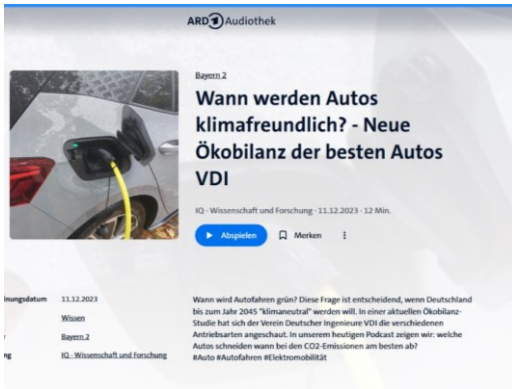 ARD Audiothek
Bayern 2
Wann werden Autos
klimafreundlich? - Neue
Ökobilanz der besten Autos
VDI
IQ - Wissenschaft und Forschung · 11.12.2023 · 12 Min.
Abspielen Merken
inungsdatum 11.12.2023
Wissen
Bayern 2
ng IQ - Wissenschaft und Forschung
Wann wird Autofahren grün? Diese Frage ist entscheidend, wenn Deutschland
bis zum Jahr 2045 "klimaneutral" werden will. In einer aktuellen Ökobilanz-
Studie hat sich der Verein Deutscher Ingenieure VDI die verschiedenen
Antriebsarten angeschaut. In unserem heutigen Podcast zeigen wir: welche
Autos schneiden wann bei den CO2-Emissionen am besten ab?
#Auto #Autofahren #Elektromobilität